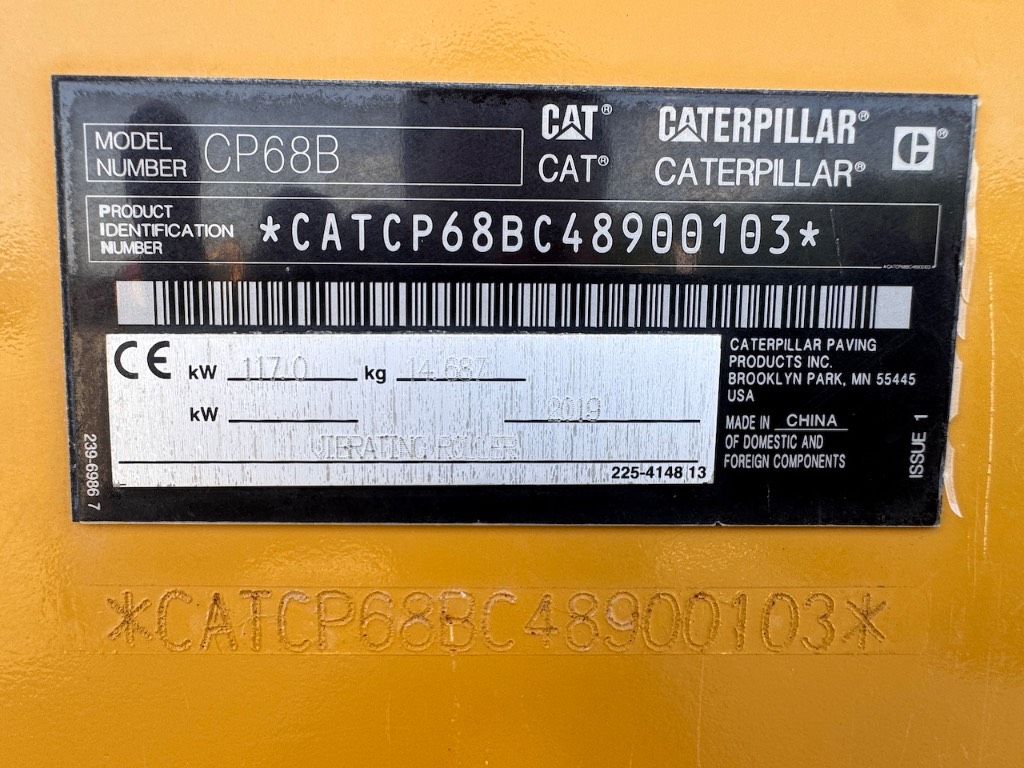 MODEL NUMBER CP68B
CAT® CATERPILLAR®
CAT® CATERPILLAR®
PRODUCT
IDENTIFICATION
NUMBER
*CATCP68BC48900103*
*CATCP68BC48900103
CE kW 117.0 kg 14 687
kW 2019
VIBRATING ROLLER
225-4148 13
CATERPILLAR PAVING
PRODUCTS INC.
BROOKLYN PARK, MN 55445
USA
MADE IN CHINA
OF DOMESTIC AND
FOREIGN COMPONENTS
ISSUE 1
239-6986 7
*CATCP68BC48900103*